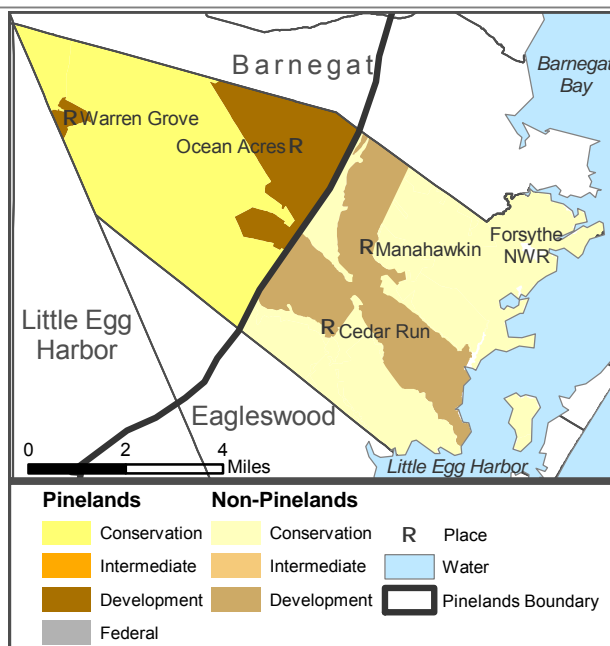 Barnegat
Barnegat
Bay
R Warren Grove
Ocean Acres R
Forsythe
NWR
R Manahawkin
Little Egg
Harbor
R Cedar Run
Eagleswood
0 2 4
Miles
Little Egg Harbor
Pinelands Non-Pinelands
Conservation Conservation R Place
Intermediate Intermediate Water
Development Development Pinelands Boundary
Federal